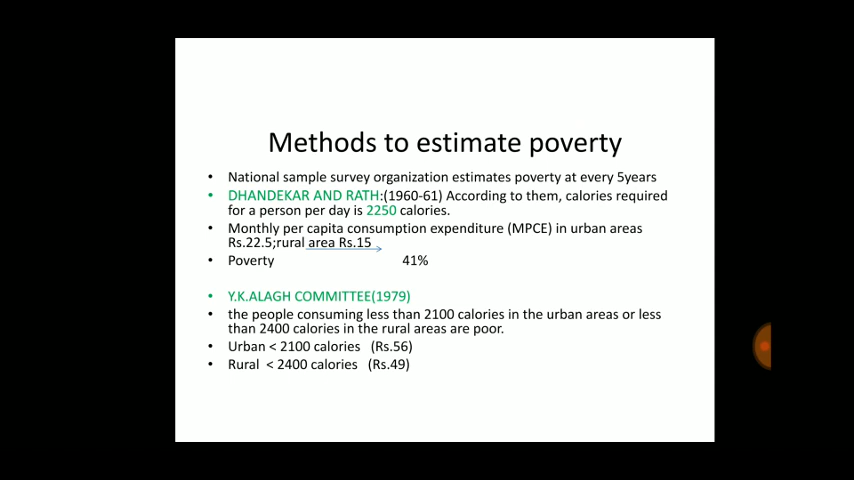 Methods to estimate poverty
• National sample survey organization estimates poverty at every 5years
• DHANDEKAR AND RATH:(1960-61) According to them, calories required
for a person per day is 2250 calories.
• Monthly per capita consumption expenditure (MPCE) in urban areas
Rs.22.5;rural area Rs.15
• Poverty 41%
• Y.K.ALAGH COMMITTEE(1979)
• the people consuming less than 2100 calories in the urban areas or less
than 2400 calories in the rural areas are poor.
• Urban < 2100 calories (Rs.56)
• Rural < 2400 calories (Rs.49)